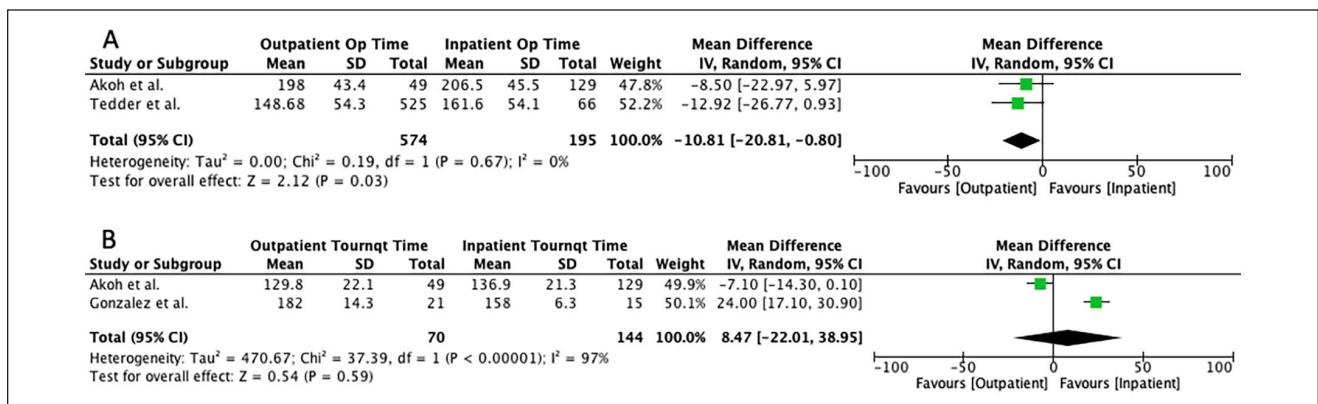 A
Outpatient Op Time Inpatient Op Time Mean Difference Mean Difference
Study or Subgroup Mean SD Total Mean SD Total Weight IV, Random, 95% CI IV, Random, 95% CI
Akoh et al. 198 43.4 49 206.5 45.5 129 47.8% −8.50 [−22.97, 5.97]
Tedder et al. 148.68 54.3 525 161.6 54.1 66 52.2% −12.92 [−26.77, 0.93]
Total (95% CI) 574 195 100.0% −10.81 [−20.81, −0.80]
Heterogeneity: Tau² = 0.00; Chi² = 0.19, df = 1 (P = 0.67); I² = 0%
Test for overall effect: Z = 2.12 (P = 0.03)
−100 −50 0 50 100
Favours [Outpatient] Favours [Inpatient]
B
Outpatient Tournqt Time Inpatient Tournqt Time Mean Difference Mean Difference
Study or Subgroup Mean SD Total Mean SD Total Weight IV, Random, 95% CI IV, Random, 95% CI
Akoh et al. 129.8 22.1 49 136.9 21.3 129 49.9% −7.10 [−14.30, 0.10]
Gonzalez et al. 182 14.3 21 158 6.3 15 50.1% 24.00 [17.10, 30.90]
Total (95% CI) 70 144 100.0% 8.47 [−22.01, 38.95]
Heterogeneity: Tau² = 470.67; Chi² = 37.39, df = 1 (P < 0.00001); I² = 97%
Test for overall effect: Z = 0.54 (P = 0.59)
−100 −50 0 50 100
Favours [Outpatient] Favours [Inpatient]